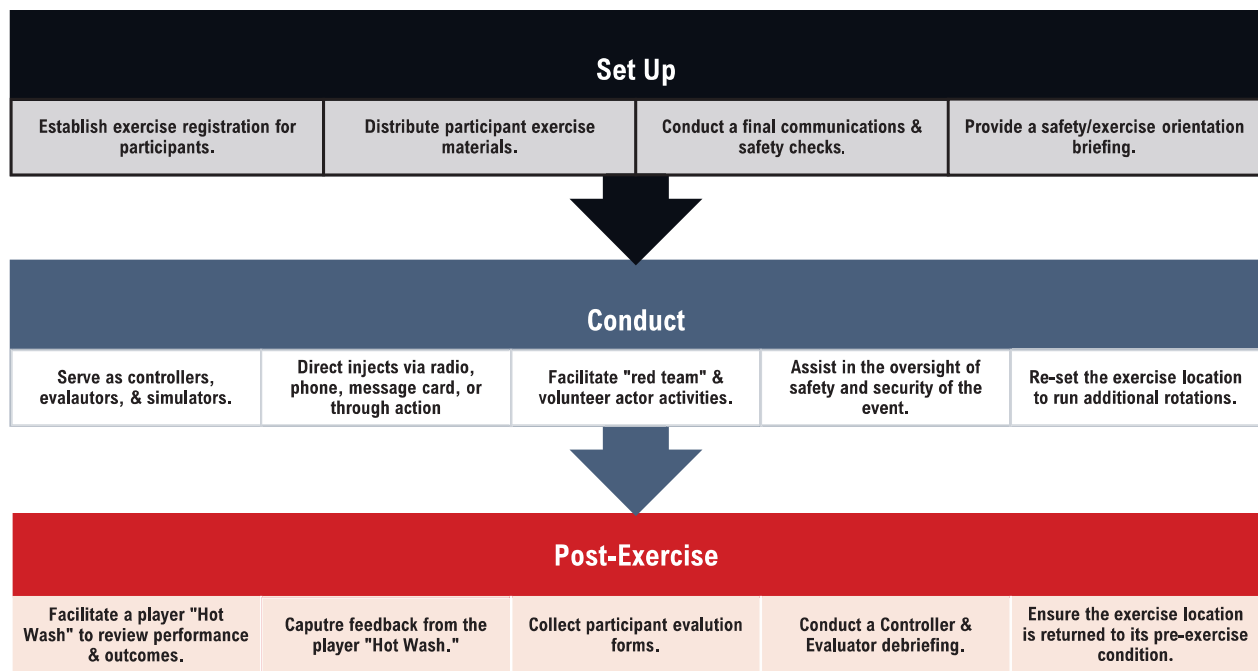 Set Up
Establish exercise registration for
participants.
Distribute participant exercise
materials.
Conduct a final communications &
safety checks.
Provide a safety/exercise orientation
briefing.
Conduct
Serve as controllers,
evalautors, & simulators.
Direct injects via radio,
phone, message card, or
through action
Facilitate "red team" &
volunteer actor activities.
Assist in the oversight of
safety and security of the
event.
Re-set the exercise location
to run additional rotations.
Post-Exercise
Facilitate a player "Hot
Wash" to review performance
& outcomes.
Caputre feedback from the
player "Hot Wash."
Collect participant evalution
forms.
Conduct a Controller &
Evaluator debriefing.
Ensure the exercise location
is returned to its pre-exercise
condition.